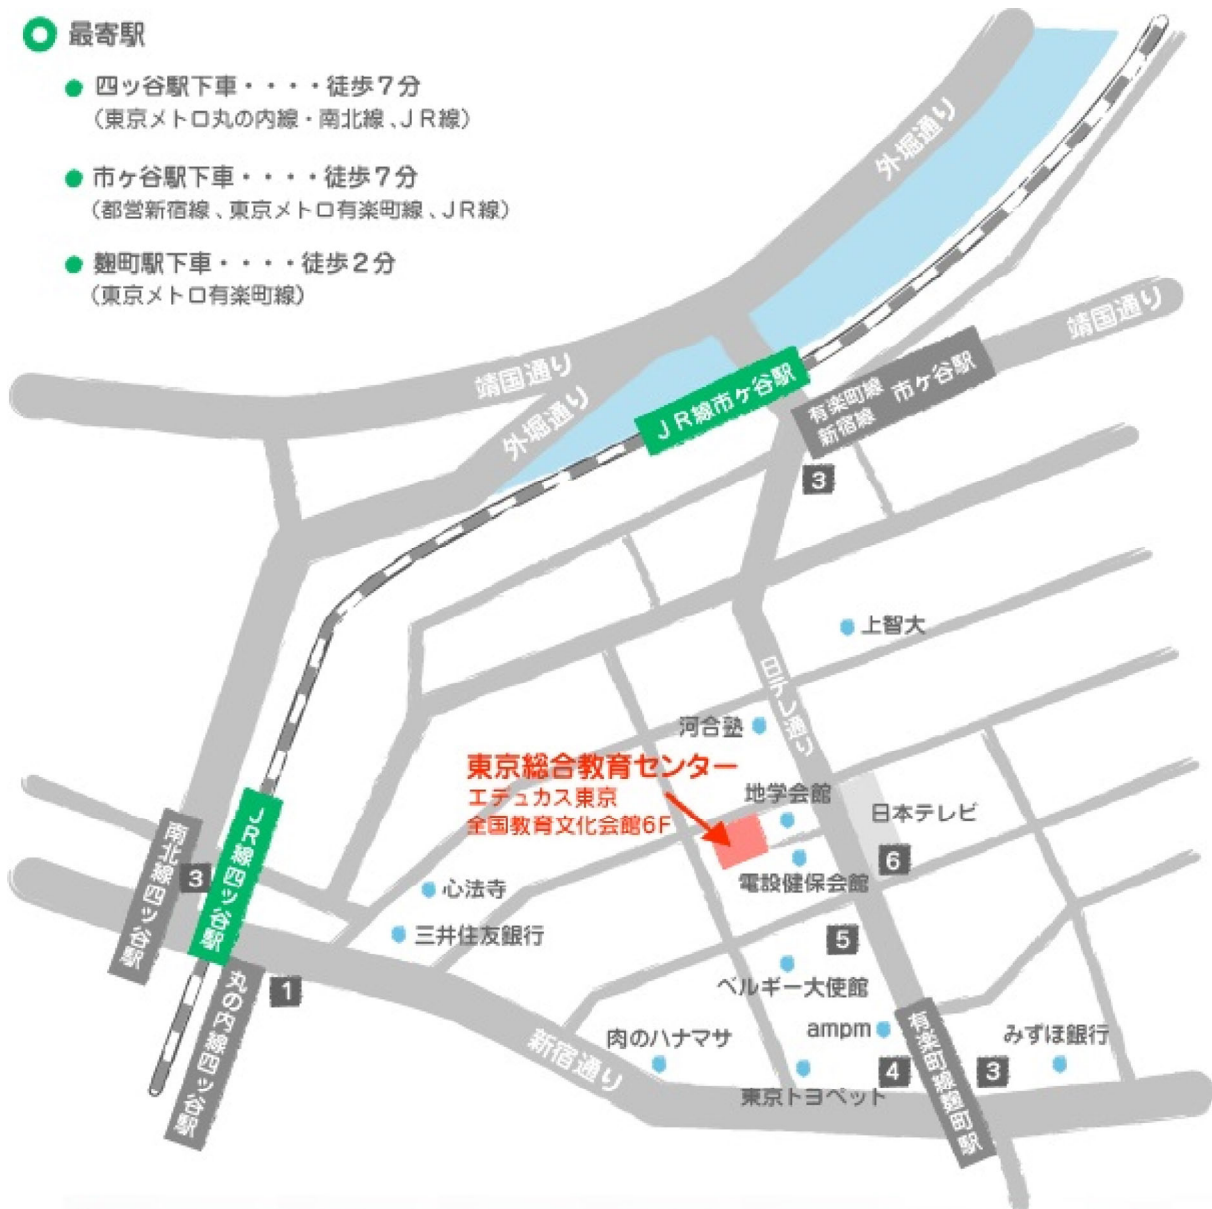 最寄駅
四ッ谷駅下車・・・・徒歩7分
（東京メトロ丸の内線・南北線、JR線）
市ヶ谷駅下車・・・・徒歩7分
（都営新宿線、東京メトロ有楽町線、JR線）
麹町駅下車・・・・徒歩2分
（東京メトロ有楽町線）
外堀通り
靖国通り
靖国通り
外堀通り
JR線市ヶ谷駅
有楽町線
新宿線
市ヶ谷駅
3
上智大
日テレ通り
河合塾
東京総合教育センター
エデュカス東京
全国教育文化会館6F
地学会館
日本テレビ
6
電設健保会館
南北線四ッ谷駅
3
JR線四ッ谷駅
心法寺
三井住友銀行
5
ベルギー大使館
丸の内線四ッ谷駅
1
新宿通り
肉のハナマサ
ampm
有楽町線麹町駅
みずほ銀行
4
3
東京トヨペット